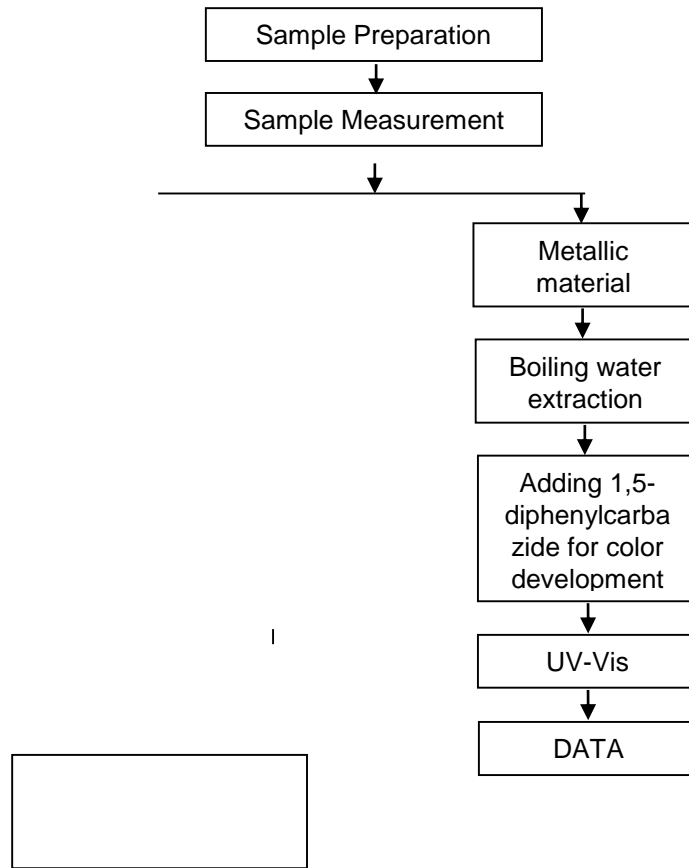 Sample Preparation
Sample Measurement
Metallic
material
Boiling water
extraction
Adding 1,5-
diphenylcarba
zide for color
development
UV-Vis
DATA